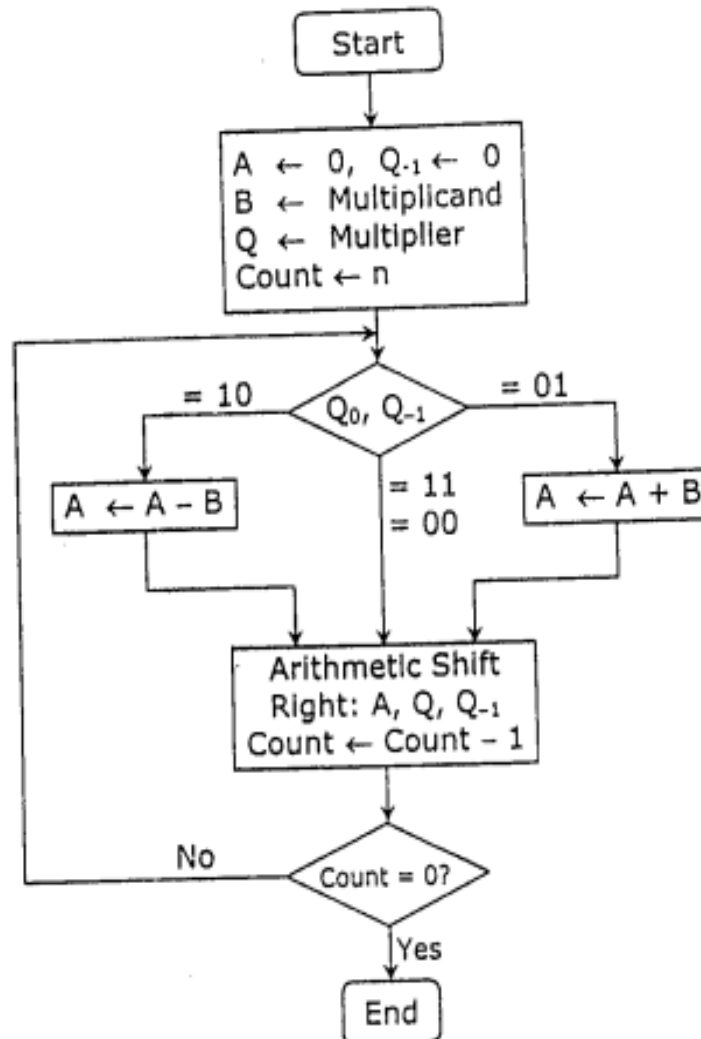 Start
A ← 0, Q₋₁ ← 0
B ← Multiplicand
Q ← Multiplier
Count ← n
= 10
Q₀, Q₋₁
= 01
A ← A – B
= 11
= 00
A ← A + B
Arithmetic Shift
Right: A, Q, Q₋₁
Count ← Count – 1
No
Count = 0?
Yes
End